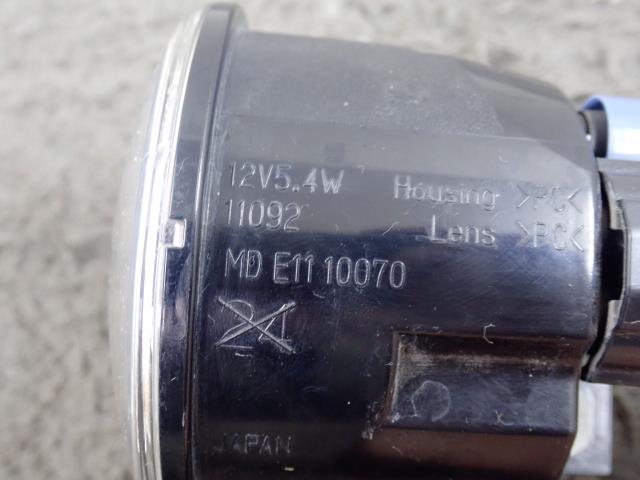 12V5.4W Housing >PC<
11092 Lens >PC<
MD E11 10070
JAPAN